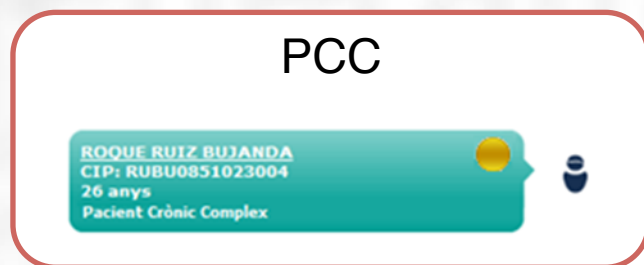 PCC
ROQUE RUIZ BUJANDA
CIP: RUBU0851023004
26 anys
Pacient Crònic Complex